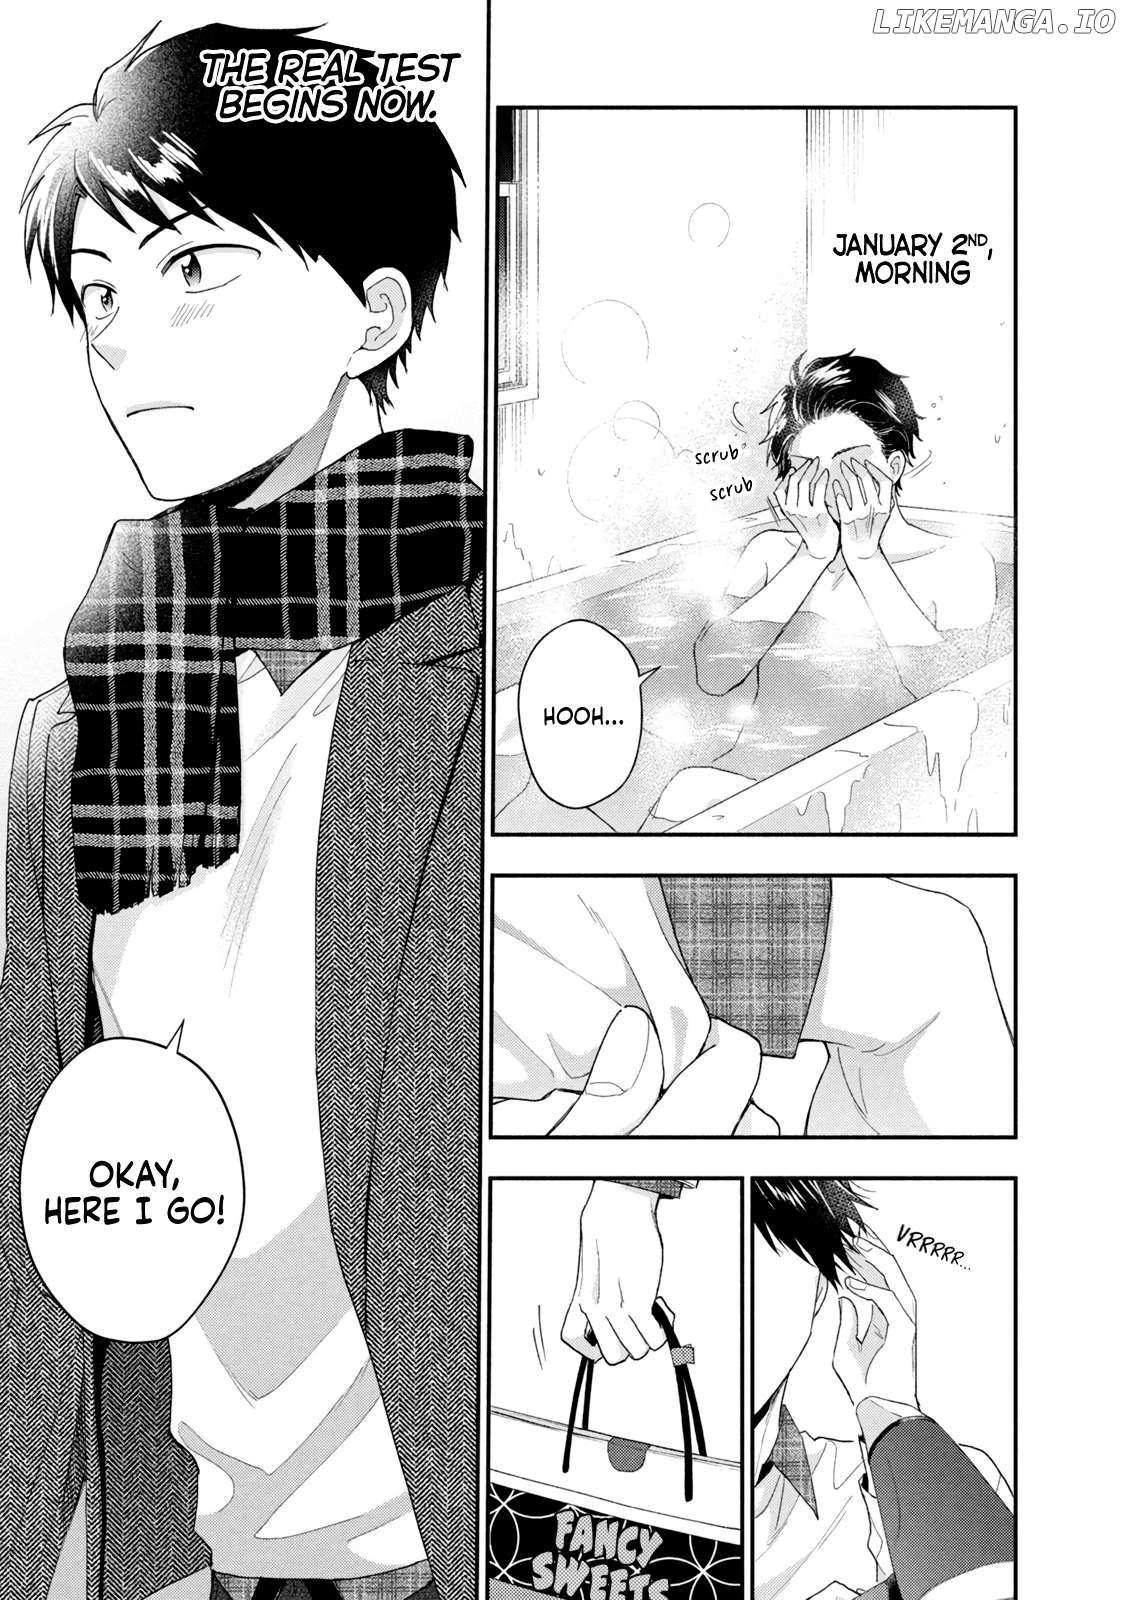 LIKEMANGA.IO
JANUARY 2ND,
MORNING
scrub
scrub
HOOH...
VRRRRR...
FANCY
SWEETS
THE REAL TEST
BEGINS NOW.
OKAY,
HERE I GO!